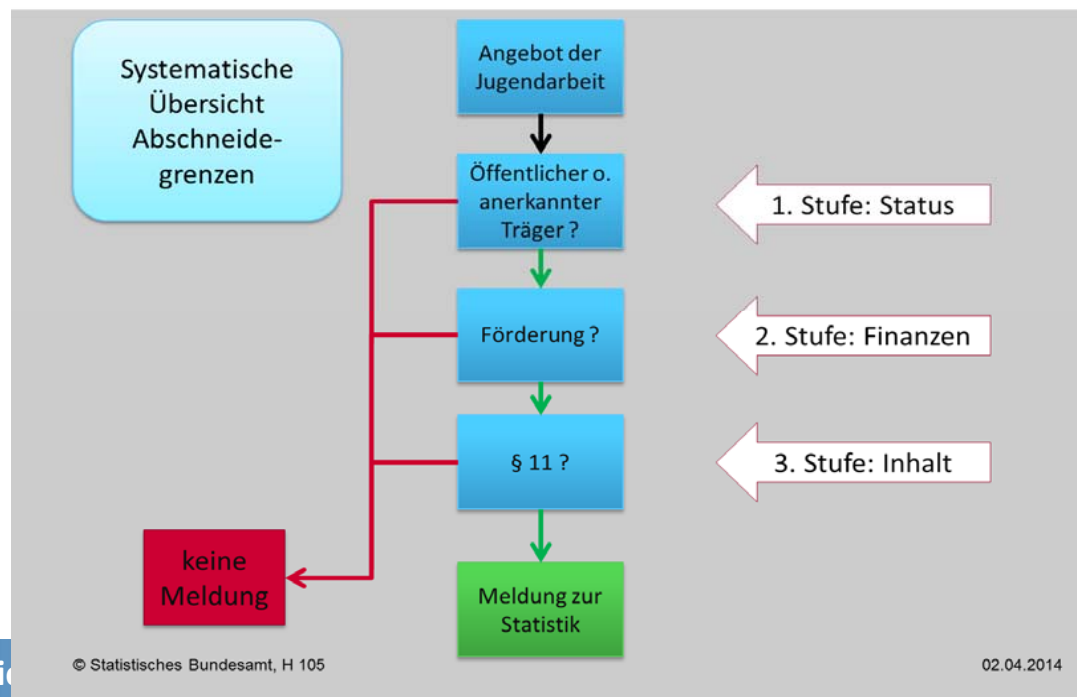 Systematische
Übersicht
Abschneide-
grenzen
Angebot der
Jugendarbeit
Öffentlicher o.
anerkannter
Träger ?
1. Stufe: Status
Förderung ?
2. Stufe: Finanzen
§ 11 ?
3. Stufe: Inhalt
keine
Meldung
Meldung zur
Statistik
© Statistisches Bundesamt, H 105
02.04.2014